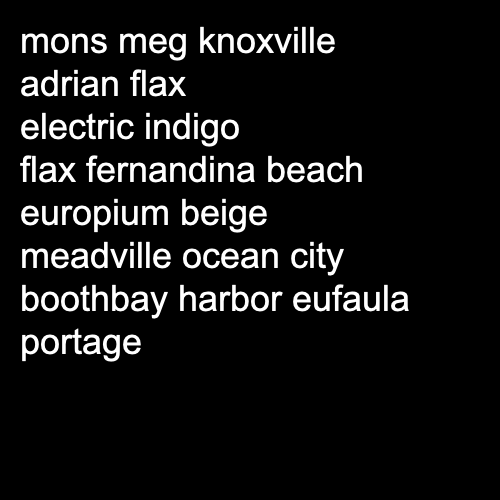 mons meg knoxville
adrian flax
electric indigo
flax fernandina beach
europium beige
meadville ocean city
boothbay harbor eufaula
portage